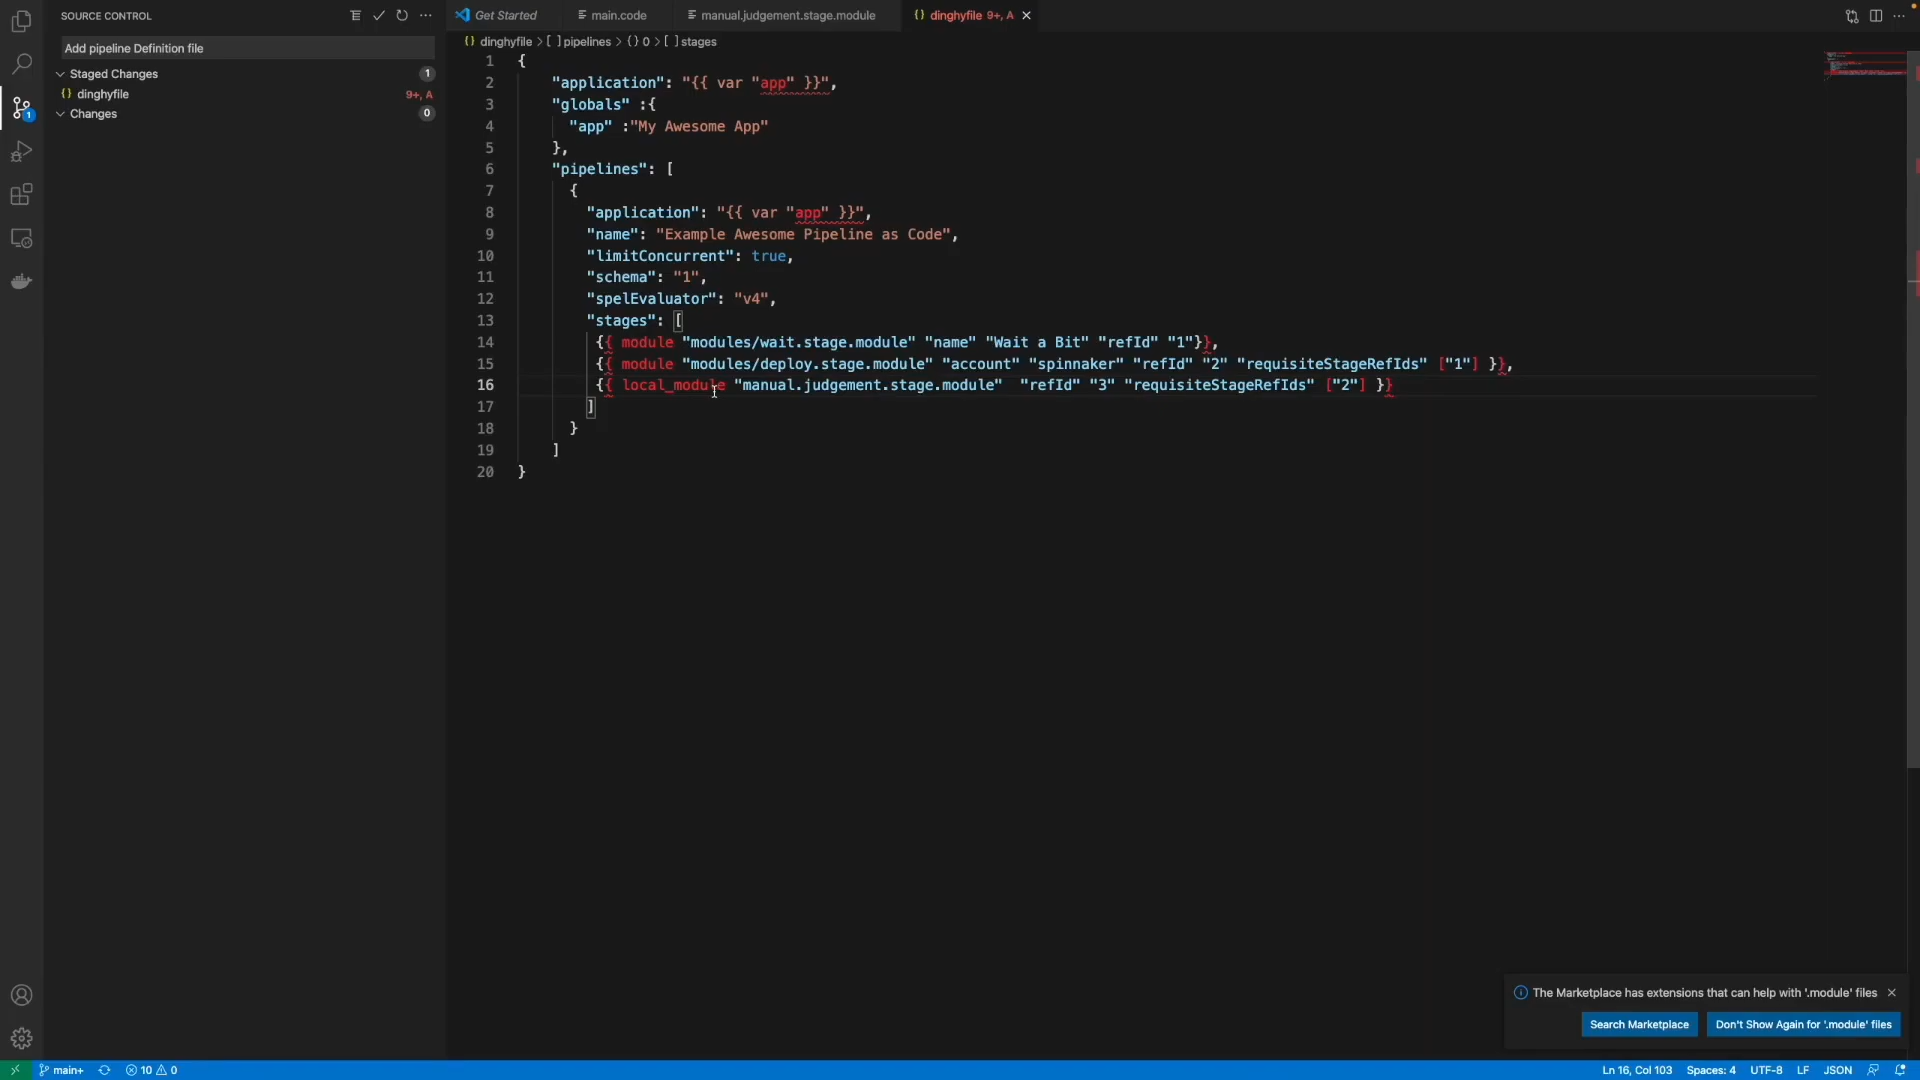 SOURCE CONTROL
Add pipeline Definition file
Staged Changes 1
dinghyfile 9+, A
Changes 0
1
Get Started main.code manual.judgement.stage.module dinghyfile 9+, A
{} dinghyfile > [ ] pipelines > {} 0 > [ ] stages
1 {
2 "application": "{{ var "app" }}",
3 "globals" :{
4 "app" :"My Awesome App"
5 },
6 "pipelines": [
7 {
8 "application": "{{ var "app" }}",
9 "name": "Example Awesome Pipeline as Code",
10 "limitConcurrent": true,
11 "schema": "1",
12 "spelEvaluator": "v4",
13 "stages": [
14 {{ module "modules/wait.stage.module" "name" "Wait a Bit" "refId" "1"}},
15 {{ module "modules/deploy.stage.module" "account" "spinnaker" "refId" "2" "requisiteStageRefIds" ["1"] }},
16 {{ local_module "manual.judgement.stage.module" "refId" "3" "requisiteStageRefIds" ["2"] }}
17 ]
18 }
19 ]
20 }
The Marketplace has extensions that can help with '.module' files
Search Marketplace Don't Show Again for '.module' files
main+ 10 0 Ln 16, Col 103 Spaces: 4 UTF-8 LF JSON